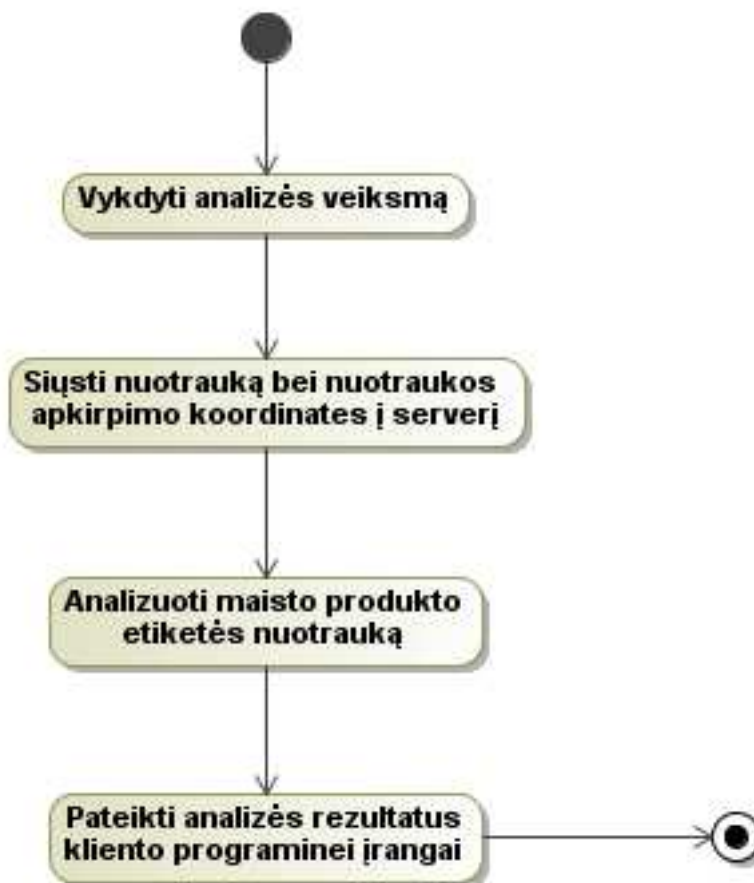 Vykdyti analizės veiksmą
Siųsti nuotrauką bei nuotraukos
apkirpimo koordinates į serverį
Analizuoti maisto produkto
etiketės nuotrauką
Pateikti analizės rezultatus
kliento programinei įrangai